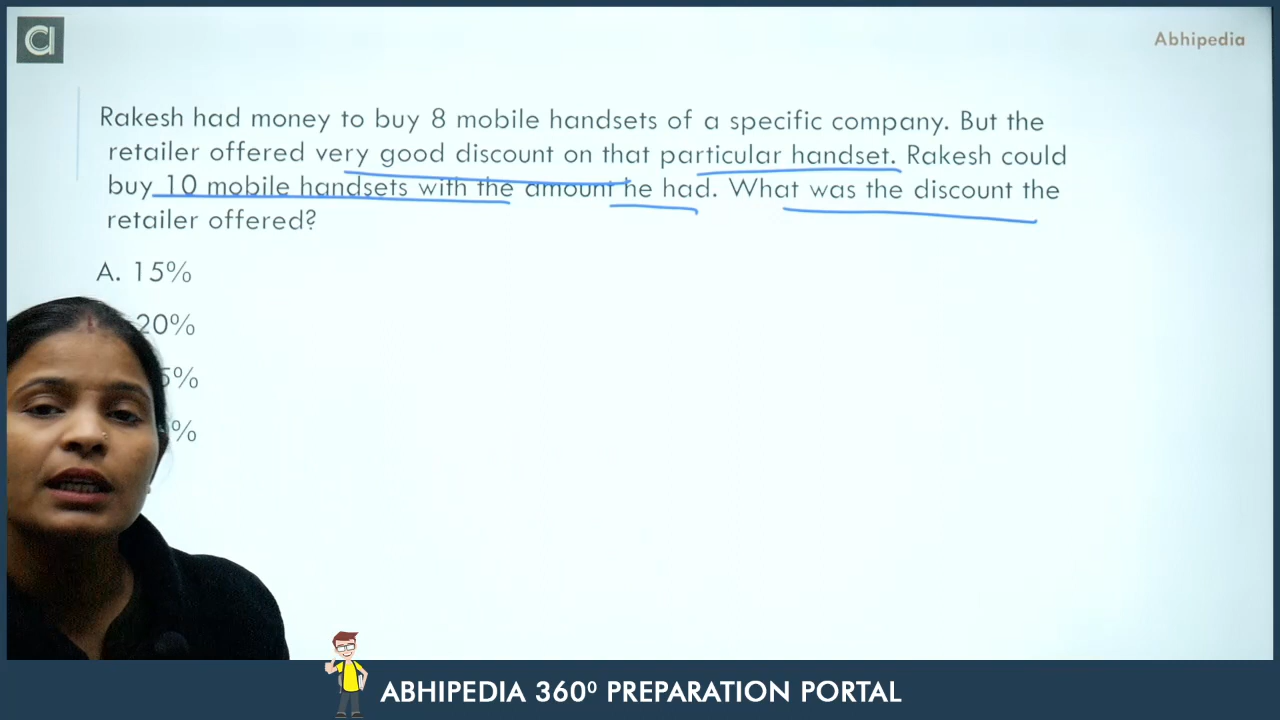 Abhipedia
Rakesh had money to buy 8 mobile handsets of a specific company. But the
retailer offered very good discount on that particular handset. Rakesh could
buy 10 mobile handsets with the amount he had. What was the discount the
retailer offered?
A. 15%
20%
5%
%
ABHIPEDIA 360⁰ PREPARATION PORTAL